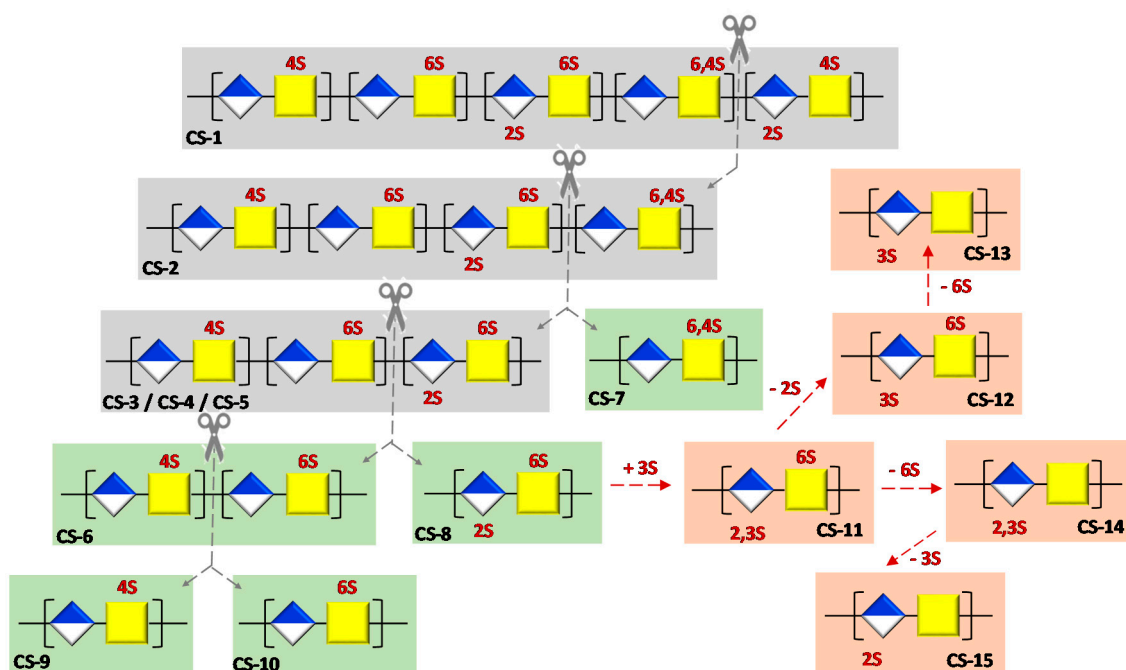 4S 6S 6S 6,4S 4S
2S 2S
CS-1
4S 6S 6S 6,4S
2S
CS-2
3S CS-13
- 6S
4S 6S 6S
2S
CS-3 / CS-4 / CS-5
6,4S
CS-7
6S
3S CS-12
- 2S
4S 6S
CS-6
6S
CS-8 2S
+ 3S
6S
2,3S CS-11
- 6S
2,3S CS-14
- 3S
4S
CS-9
6S
CS-10
2S CS-15